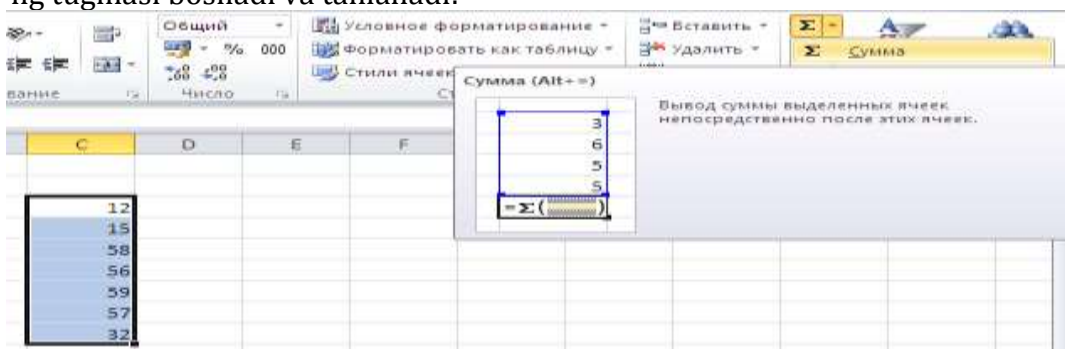 ng tugmasi bosiladi va tanlanadi.
Общий
Условное форматирование
Вставить
Σ
% 000
Форматировать как таблицу
Удалить
Σ Сумма
Стили ячеек
Число
Сумма (Alt+=)
Вывод суммы выделенных ячеек
непосредственно после этих ячеек.
3
6
5
5
=Σ( )
C D E F
12
15
58
56
59
57
32